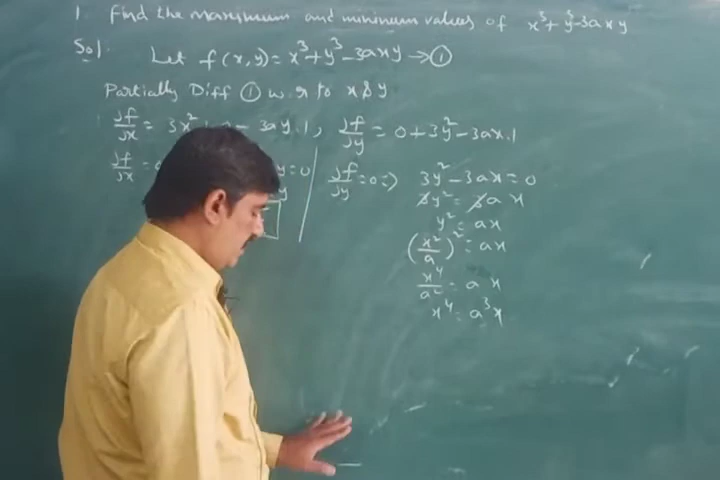 1. Find the maximum and minimum values of x³+y³-3axy
Sol. Let f(x,y)=x³+y³-3axy →①
Partially Diff ① w.r to x & y
∂f/∂x = 3x² - 3ay.1, ∂f/∂y = 0+3y²-3ax.1
∂f/∂x = y=0 ∂f/∂y =0 ⇒ 3y²-3ax=0
y 3y² = 3ax
y² = ax
(x²/a)² = ax
x⁴/a² = ax
x⁴ = a³x